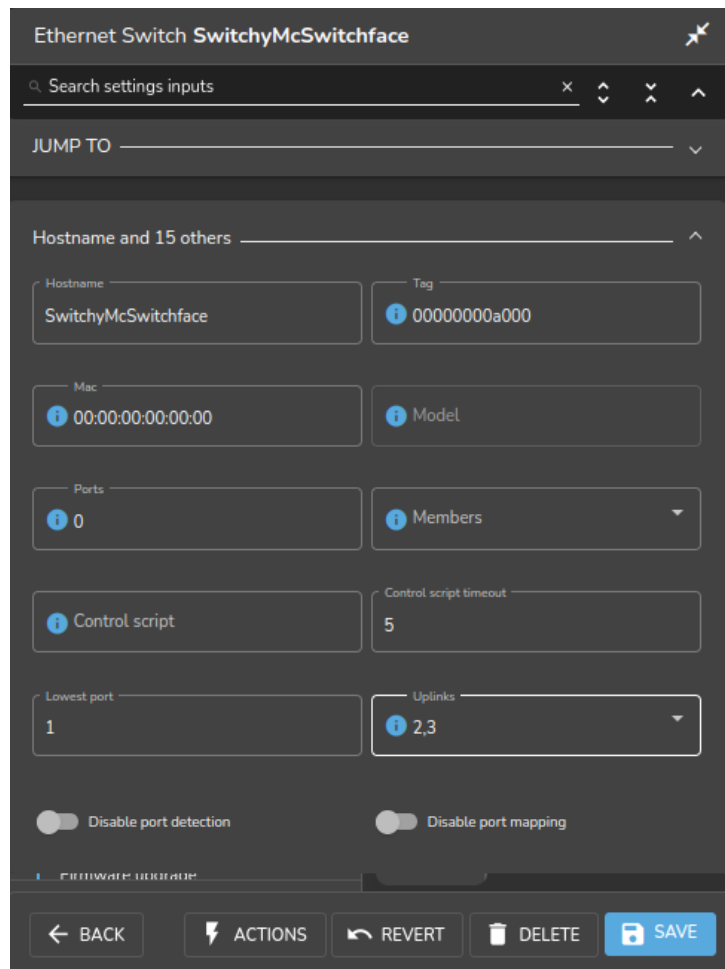 Ethernet Switch SwitchyMcSwitchface
Search settings inputs
JUMP TO
Hostname and 15 others
Hostname
SwitchyMcSwitchface
Tag
00000000a000
Mac
00:00:00:00:00:00
Model
Ports
0
Members
Control script
Control script timeout
5
Lowest port
1
Uplinks
2,3
Disable port detection
Disable port mapping
Firmware upgrade
BACK
ACTIONS
REVERT
DELETE
SAVE